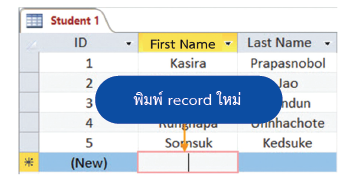 Student 1
ID First Name Last Name
1 Kasira Prapasnobol
2 Jao
พิมพ์ record ใหม่
3
4
5 Somsuk Kedsuke
(New)